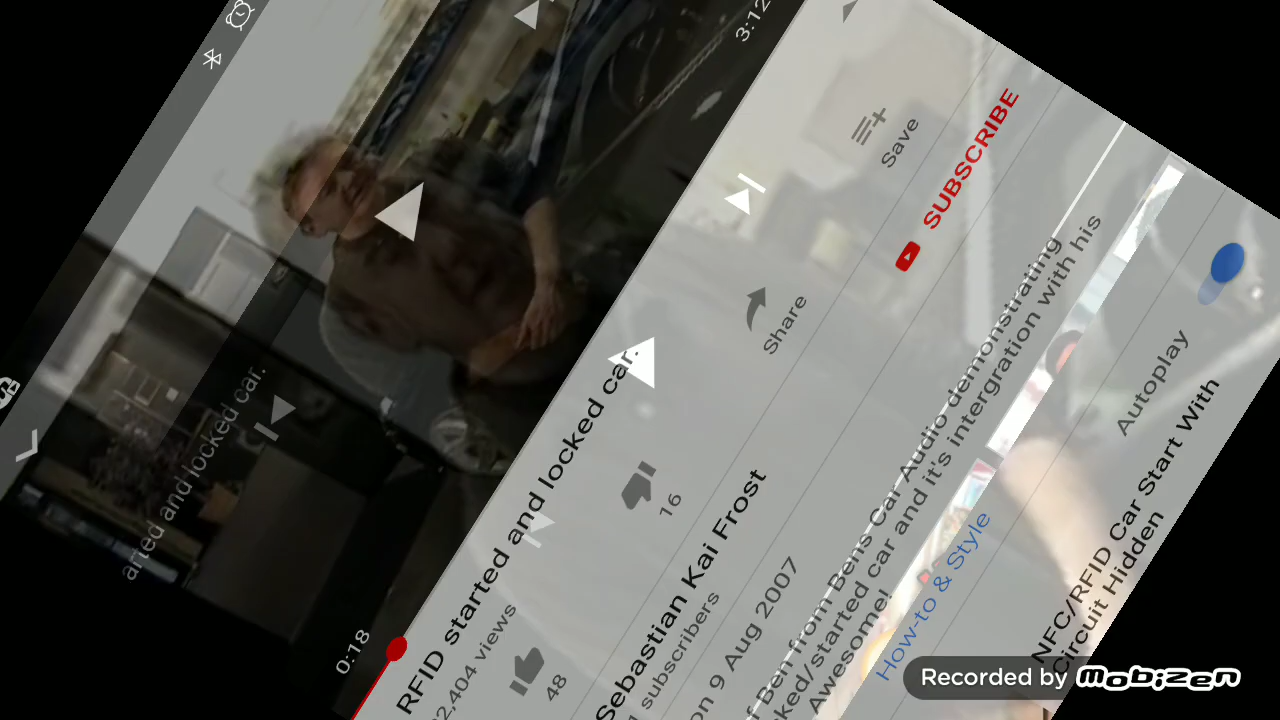 arted and locked car.
0:18
3:12
RFID started and locked car.
2,404 views
48
16
Share
Save
Sebastian Kai Frost
1 subscribers
SUBSCRIBE
on 9 Aug 2007
f Ben from Bens Car Audio demonstrating
ked/started car and it's intergration with his
Awesome!
How-to & Style
Autoplay
NFC/RFID Car Start With
Circuit Hidden
Recorded by Mobizen